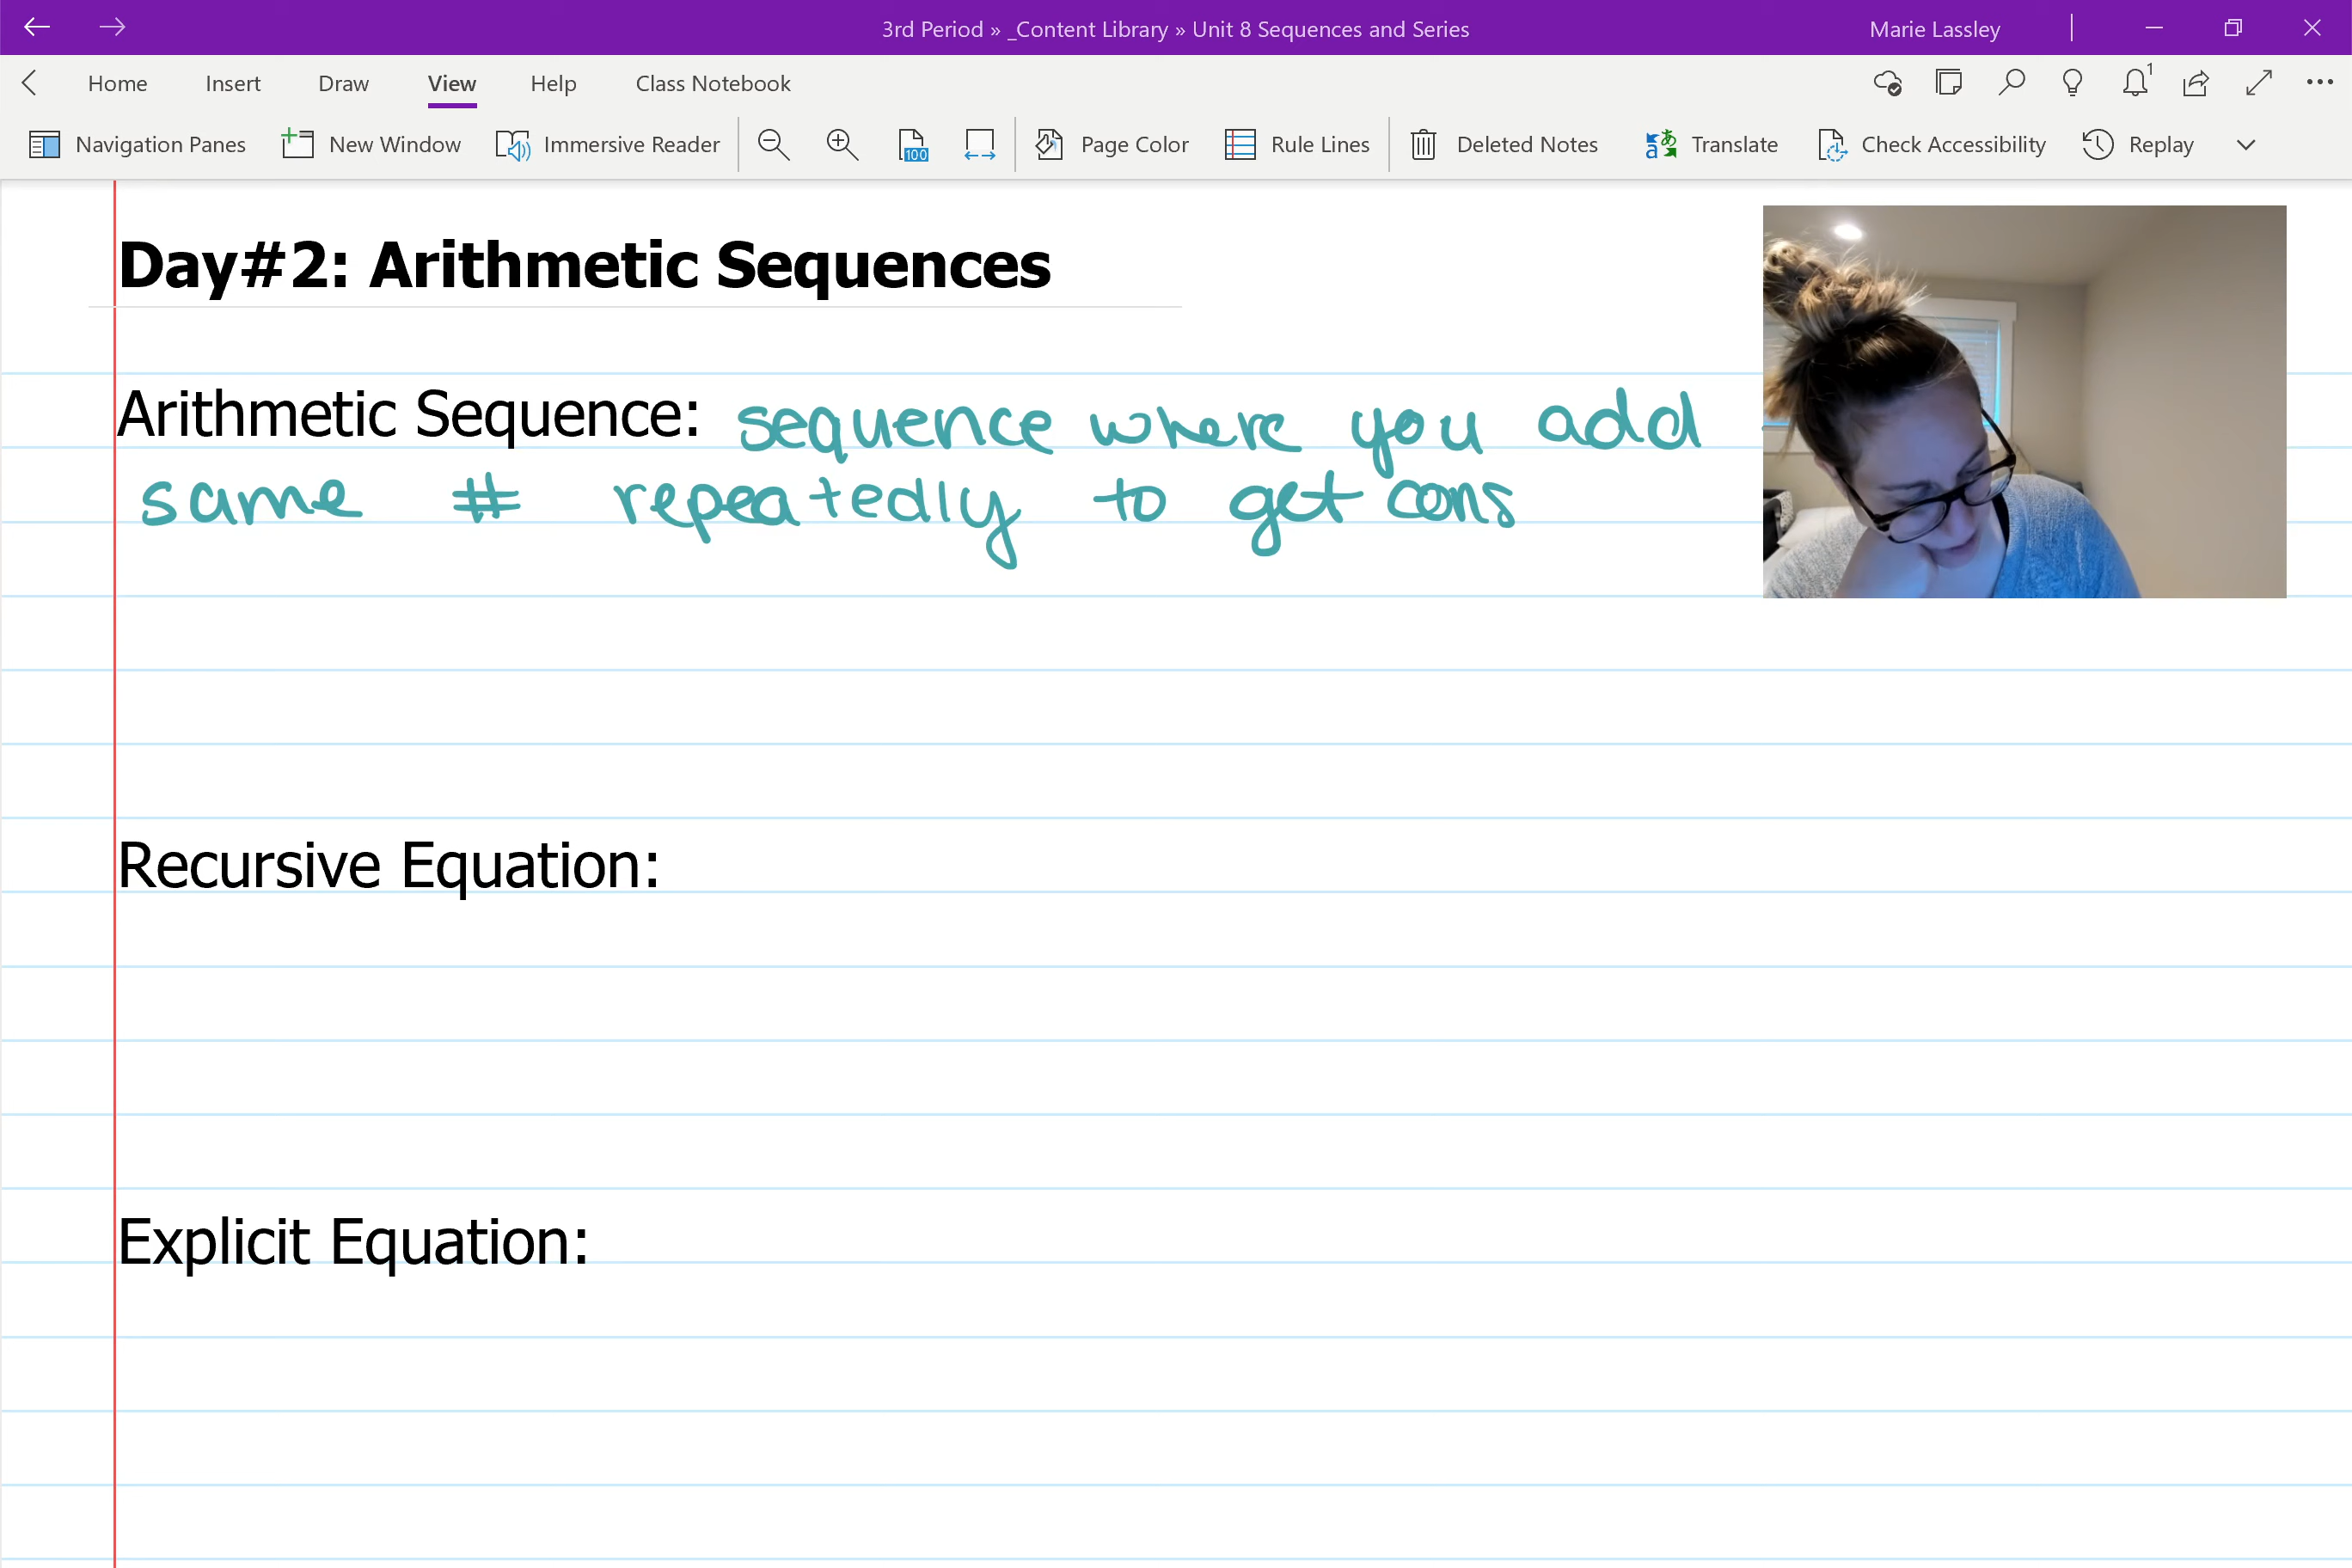 3rd Period » _Content Library » Unit 8 Sequences and Series Marie Lassley
Home Insert Draw View Help Class Notebook 1
Navigation Panes New Window Immersive Reader 100 Page Color Rule Lines Deleted Notes Translate Check Accessibility Replay
Day#2: Arithmetic Sequences
Arithmetic Sequence: sequence where you add
same # repeatedly to get cons
Recursive Equation:
Explicit Equation: